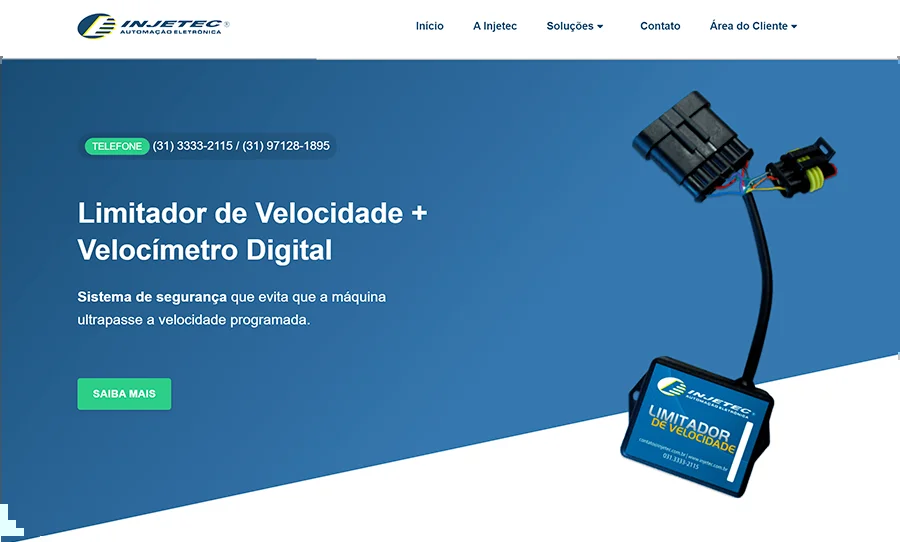 INJETEC®
AUTOMAÇÃO ELETRÔNICA
Início A Injetec Soluções Contato Área do Cliente
TELEFONE (31) 3333-2115 / (31) 97128-1895
Limitador de Velocidade +
Velocímetro Digital
Sistema de segurança que evita que a máquina
ultrapasse a velocidade programada.
SAIBA MAIS
INJETEC®
AUTOMAÇÃO ELETRÔNICA
LIMITADOR
DE VELOCIDADE
contato@injetec.com.br | www.injetec.com.br
031.3333-2115